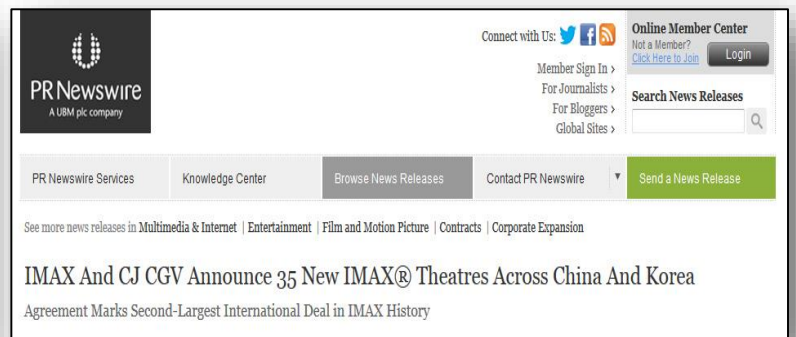 PR Newswire
A UBM plc company
Connect with Us:
Member Sign In >
For Journalists >
For Bloggers >
Global Sites >
Online Member Center
Not a Member?
Click Here to Join
Login
Search News Releases
PR Newswire Services
Knowledge Center
Browse News Releases
Contact PR Newswire ▼
Send a News Release
See more news releases in Multimedia & Internet | Entertainment | Film and Motion Picture | Contracts | Corporate Expansion
IMAX And CJ CGV Announce 35 New IMAX® Theatres Across China And Korea
Agreement Marks Second-Largest International Deal in IMAX History